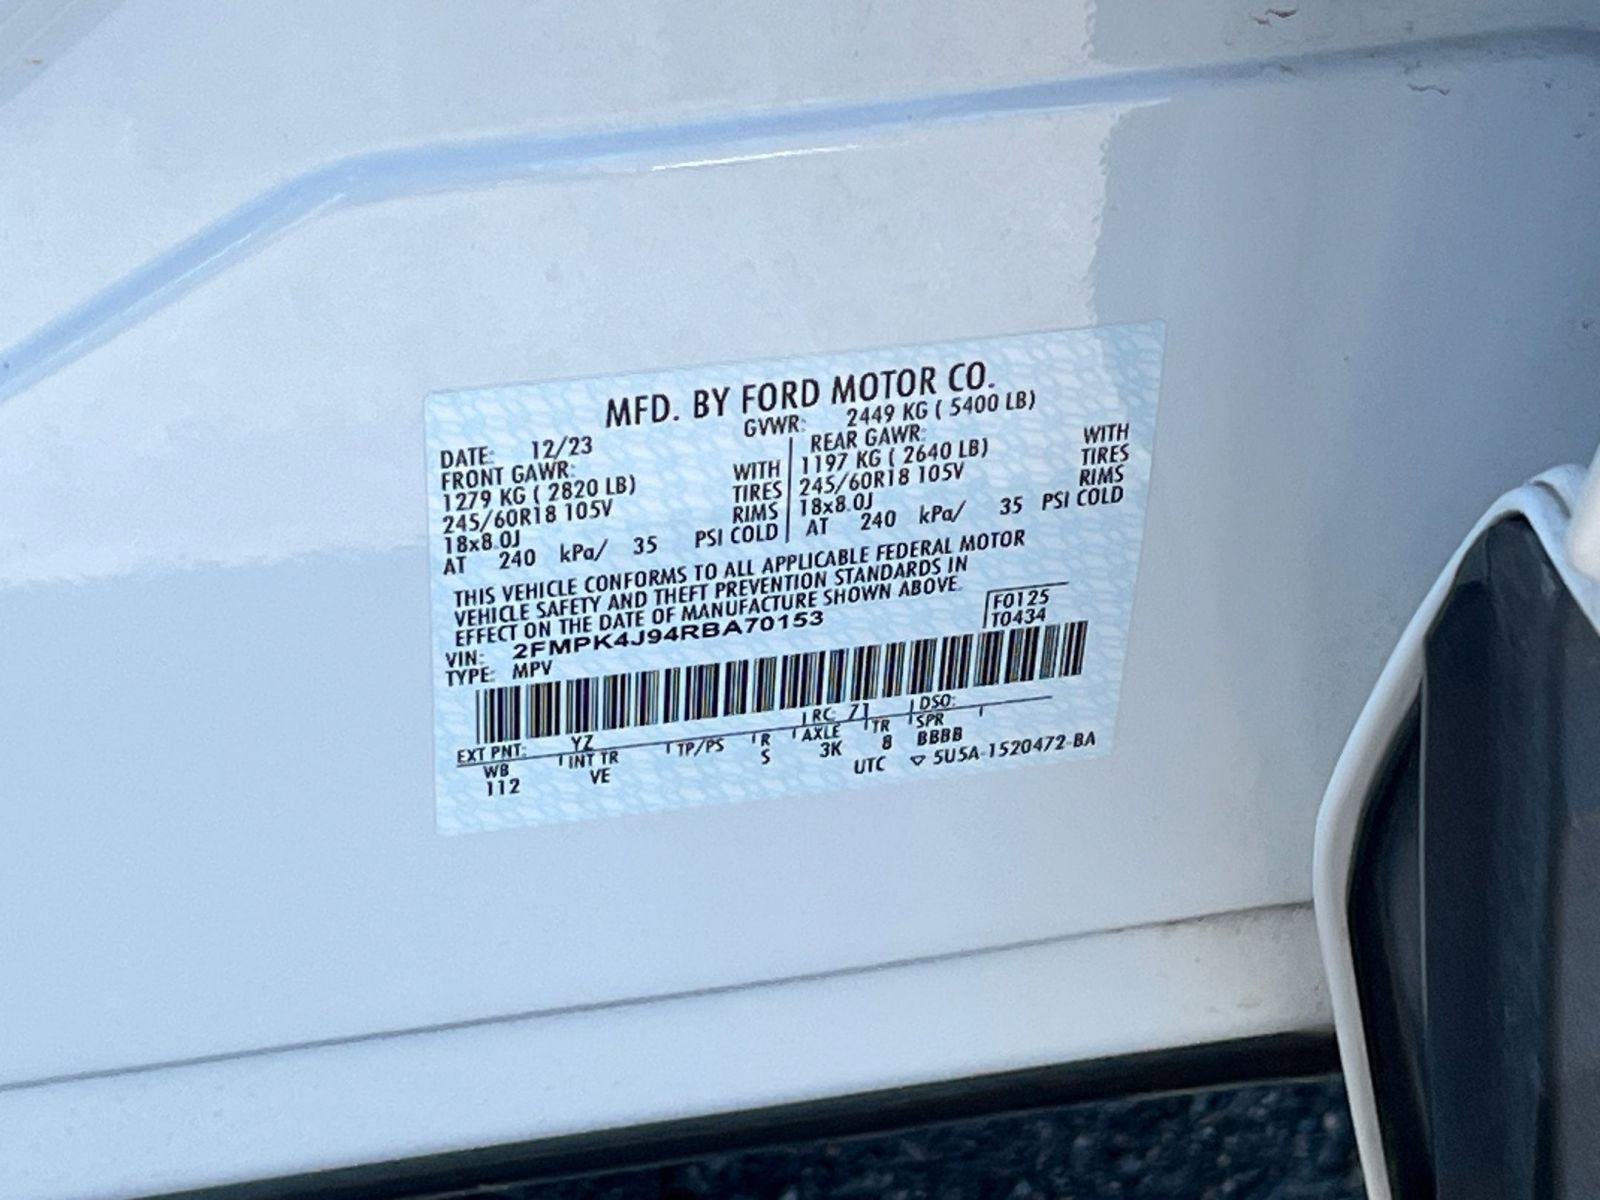 MFD. BY FORD MOTOR CO.
DATE: 12/23
GVWR: 2449 KG ( 5400 LB)
FRONT GAWR:
1279 KG ( 2820 LB) WITH
245/60R18 105V TIRES
18x8.0J RIMS
AT 240 kPa/ 35 PSI COLD
REAR GAWR:
1197 KG ( 2640 LB) WITH
245/60R18 105V TIRES
18x8.0J RIMS
AT 240 kPa/ 35 PSI COLD
THIS VEHICLE CONFORMS TO ALL APPLICABLE FEDERAL MOTOR
VEHICLE SAFETY AND THEFT PREVENTION STANDARDS IN
EFFECT ON THE DATE OF MANUFACTURE SHOWN ABOVE.
VIN: 2FMPK4J94RBA70153
TYPE: MPV
F0125
T0434
EXT PNT: YZ RC: 71 DSO:
WB INT TR TP/PS R AXLE TR SPR
112 VE S 3K 8 BBBB
UTC ▽ 5U5A-1520472-BA